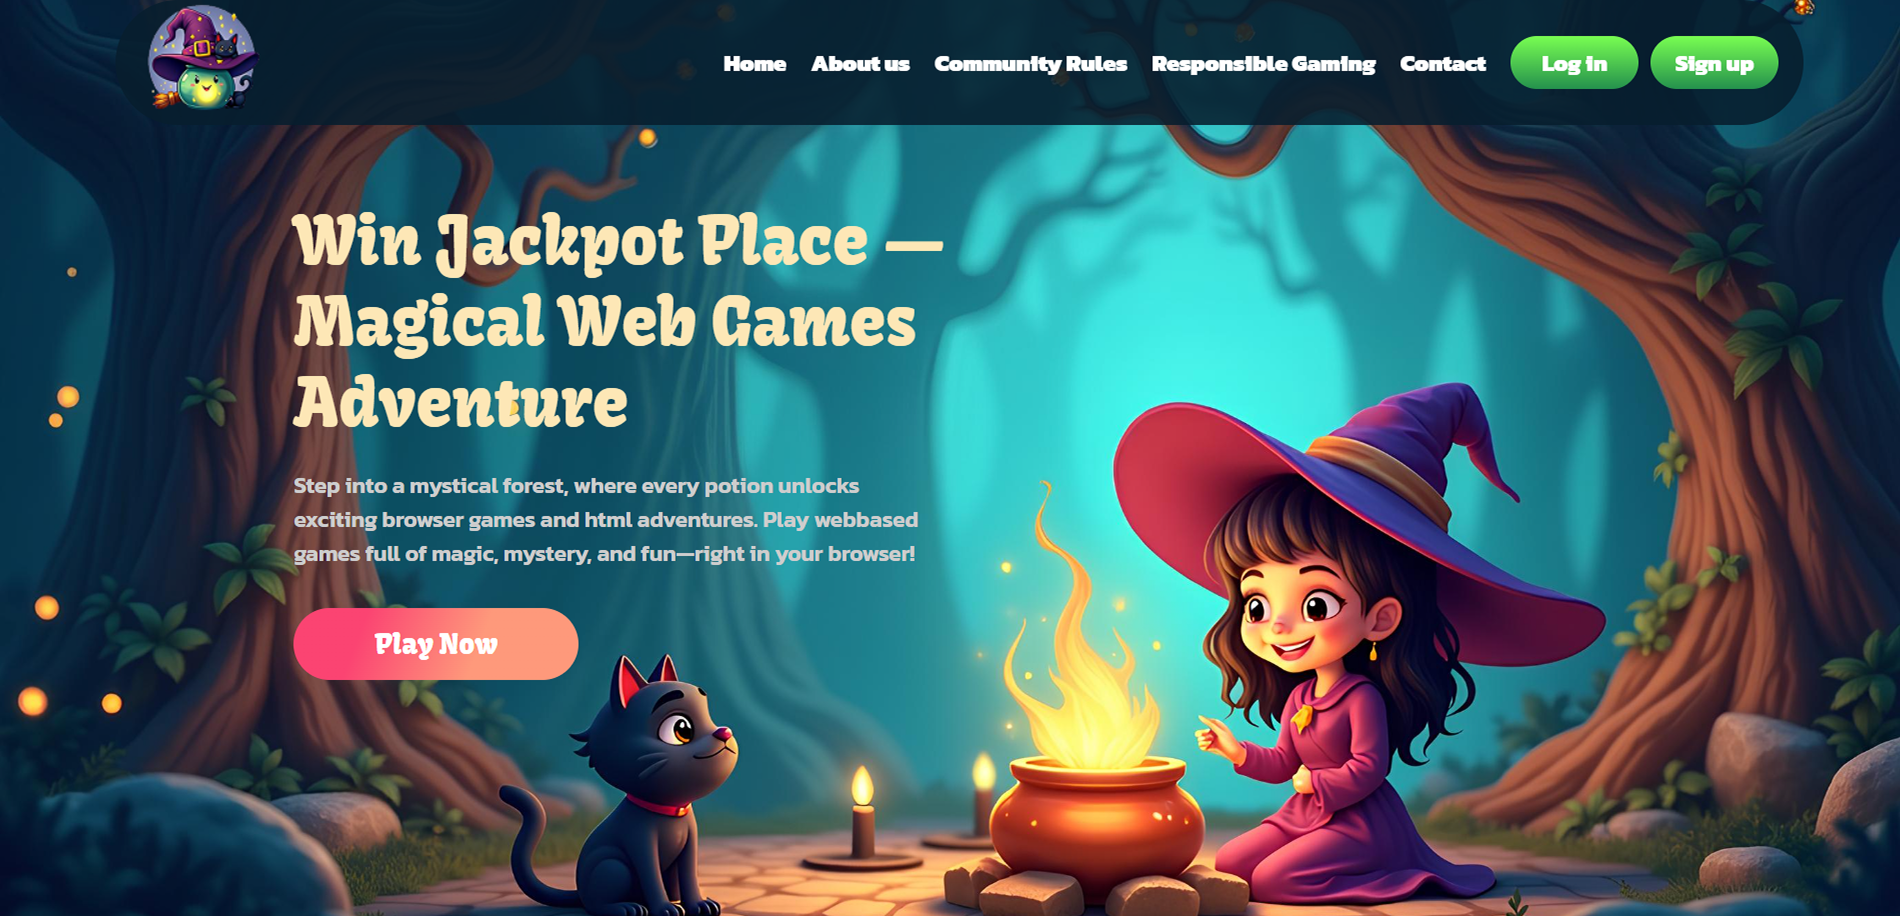 Home About us Community Rules Responsible Gaming Contact Log in Sign up
Win Jackpot Place —
Magical Web Games
Adventure
Step into a mystical forest, where every potion unlocks
exciting browser games and html adventures. Play webbased
games full of magic, mystery, and fun—right in your browser!
Play Now